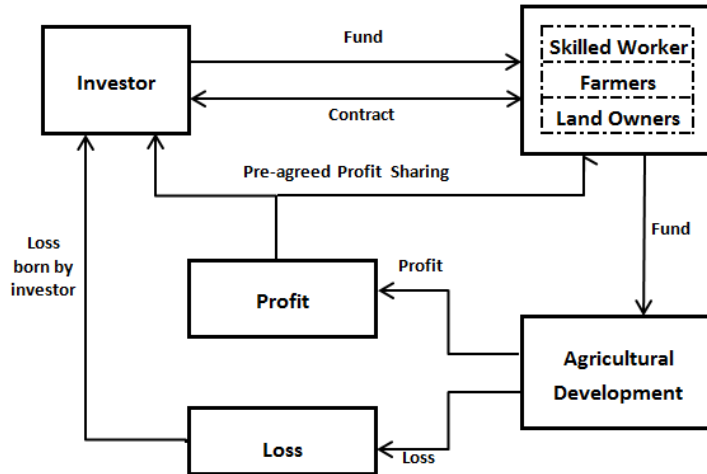 Fund
Skilled Worker
Investor
Farmers
Contract
Land Owners
Pre-agreed Profit Sharing
Loss
born by
investor
Fund
Profit
Profit
Agricultural
Development
Loss
Loss